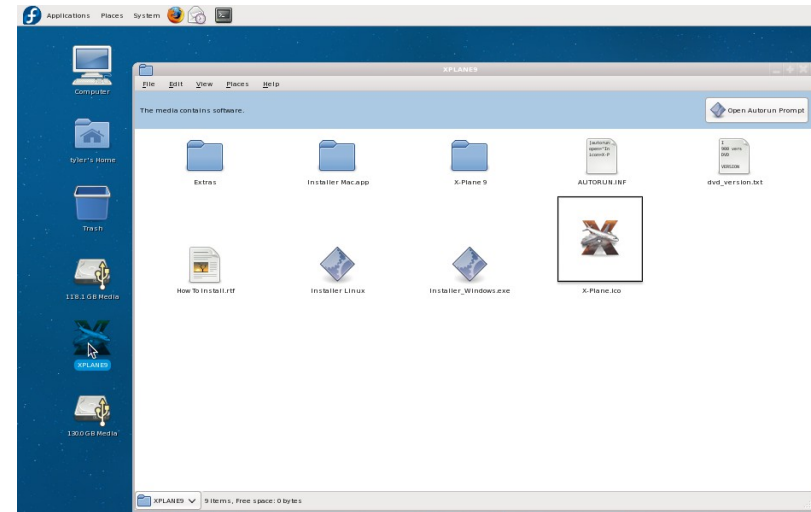 Applications Places System
XPLANE9
File Edit View Places Help
The media contains software.
Open Autorun Prompt
Computer
tyler's Home
Trash
118.1 GB Media
XPLANE9
130.0 GB Media
Extras
Installer Mac.app
X-Plane 9
AUTORUN.INF
dvd_version.txt
How To Install.rtf
Installer Linux
Installer_Windows.exe
X-Plane.ico
XPLANE9
9 items, Free space: 0 bytes